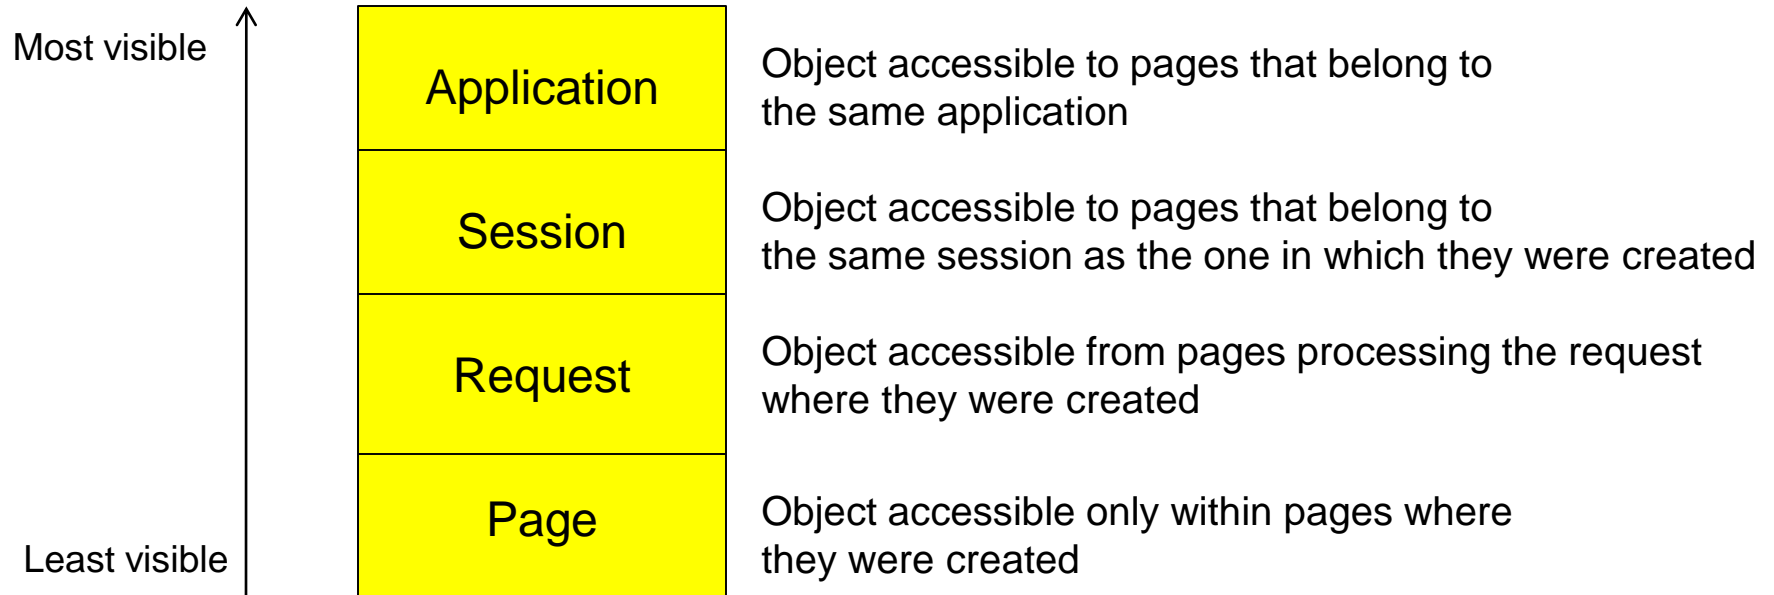 Most visible
Application
Object accessible to pages that belong to
the same application
Session
Object accessible to pages that belong to
the same session as the one in which they were created
Request
Object accessible from pages processing the request
where they were created
Page
Object accessible only within pages where
they were created
Least visible